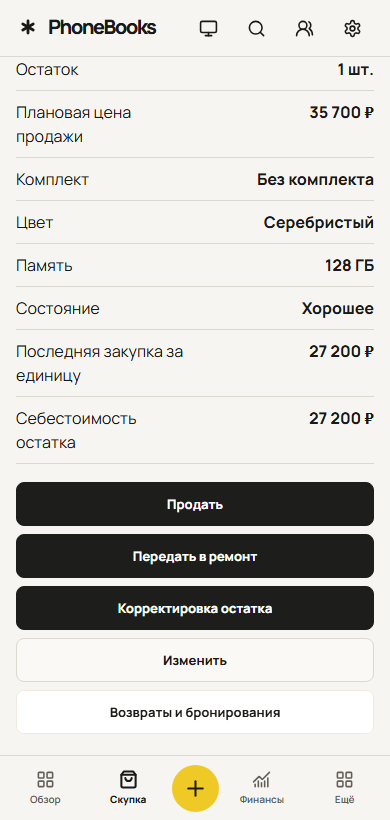 PhoneBooks
Остаток 1 шт.
Плановая цена 35 700 ₽
продажи
Комплект Без комплекта
Цвет Серебристый
Память 128 ГБ
Состояние Хорошее
Последняя закупка за 27 200 ₽
единицу
Себестоимость 27 200 ₽
остатка
Продать
Передать в ремонт
Корректировка остатка
Изменить
Возвраты и бронирования
Обзор Скупка Финансы Ещё